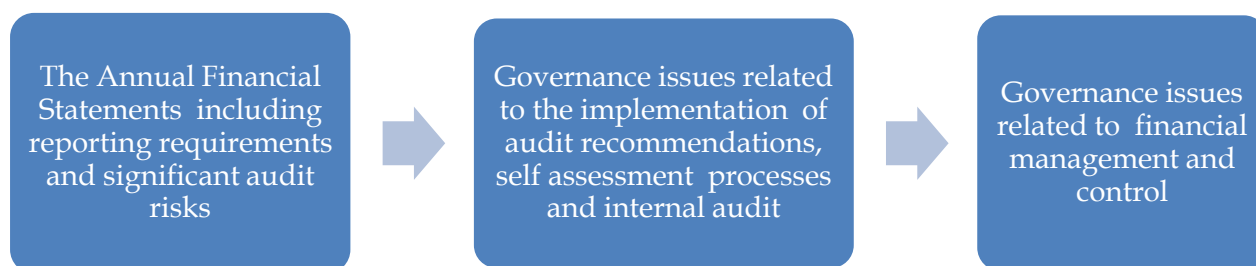 The Annual Financial
Statements including
reporting requirements
and significant audit
risks
Governance issues related
to the implementation of
audit recommendations,
self assessment processes
and internal audit
Governance issues
related to financial
management and
control